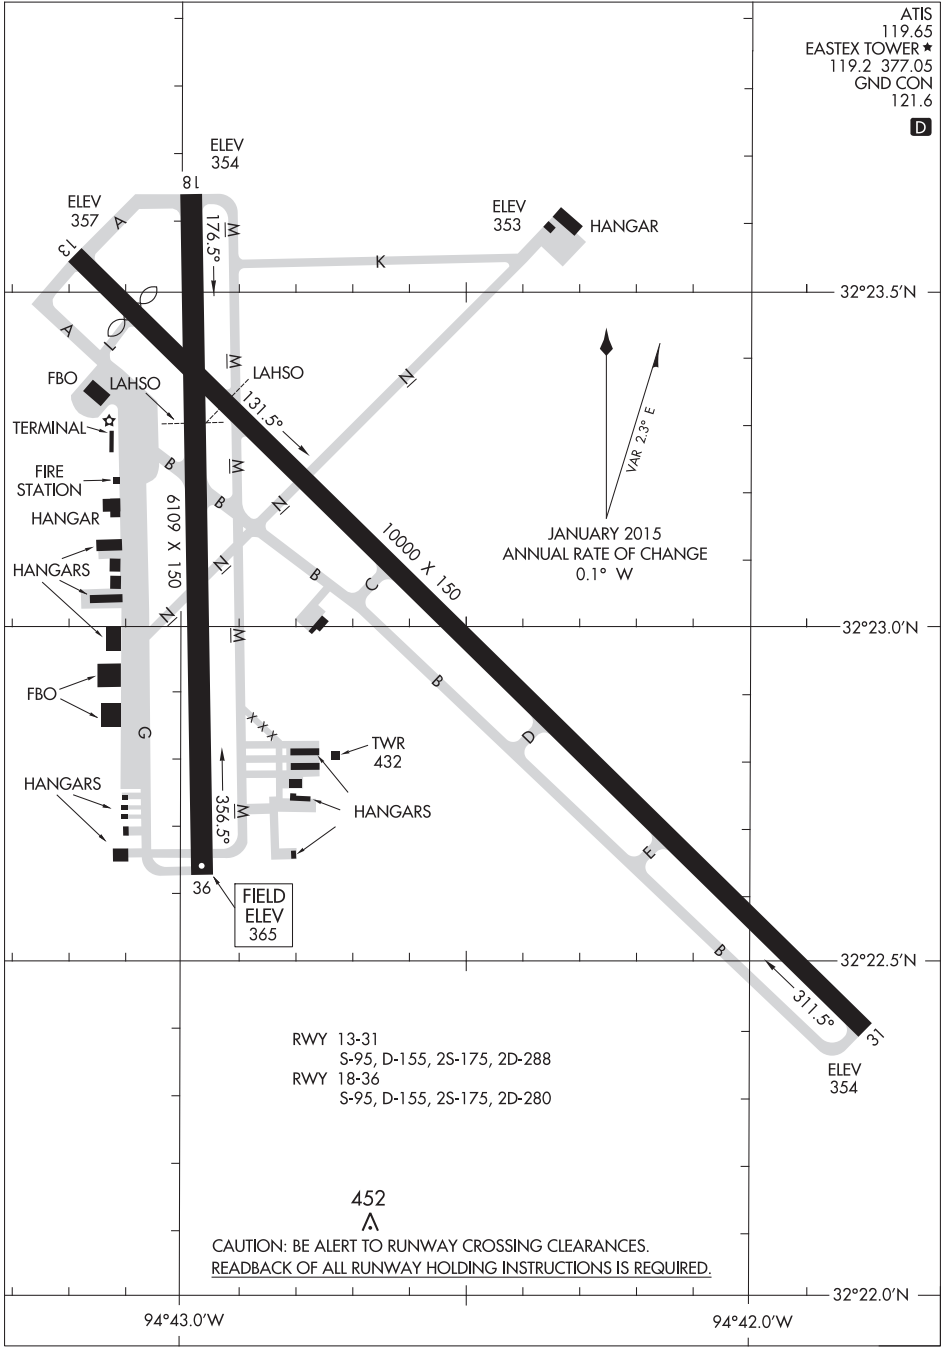 ATIS
119.65
EASTEX TOWER★
119.2 377.05
GND CON
121.6
D
ELEV
354
18
ELEV
357
A
13
176.5°
M
ELEV
353
HANGAR
K
32°23.5'N
A
L
M
N
FBO
LAHSO
LAHSO
131.5°
VAR 2.3° E
TERMINAL
FIRE
STATION
B
M
HANGAR
B
N
6109 X 150
10000 X 150
JANUARY 2015
ANNUAL RATE OF CHANGE
0.1° W
HANGARS
N
B
C
N
M
32°23.0'N
FBO
B
G
X X X
D
TWR
432
HANGARS
356.5°
M
HANGARS
E
36
FIELD
ELEV
365
B
32°22.5'N
311.5°
31
ELEV
354
RWY 13-31
S-95, D-155, 2S-175, 2D-288
RWY 18-36
S-95, D-155, 2S-175, 2D-280
452
CAUTION: BE ALERT TO RUNWAY CROSSING CLEARANCES.
READBACK OF ALL RUNWAY HOLDING INSTRUCTIONS IS REQUIRED.
32°22.0'N
94°43.0'W
94°42.0'W